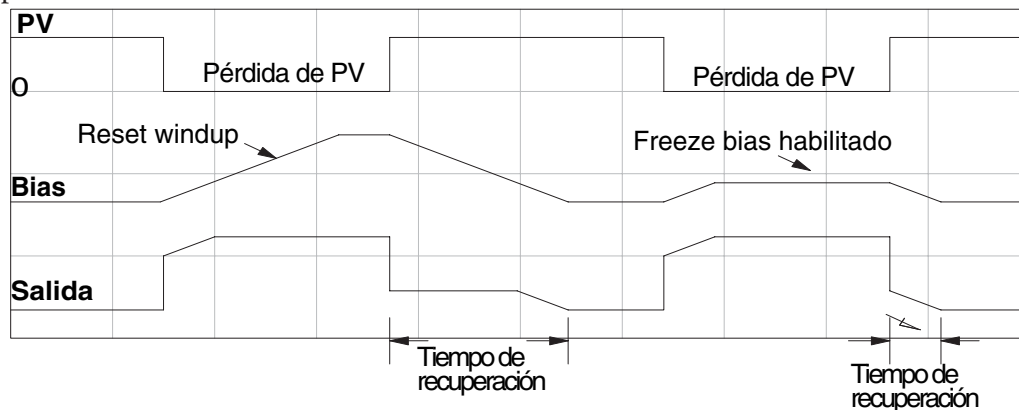 PV
Pérdida de PV
Pérdida de PV
O
Reset windup
Freeze bias habilitado
Bias
Salida
Tiempo de
recuperación
Tiempo de
recuperación